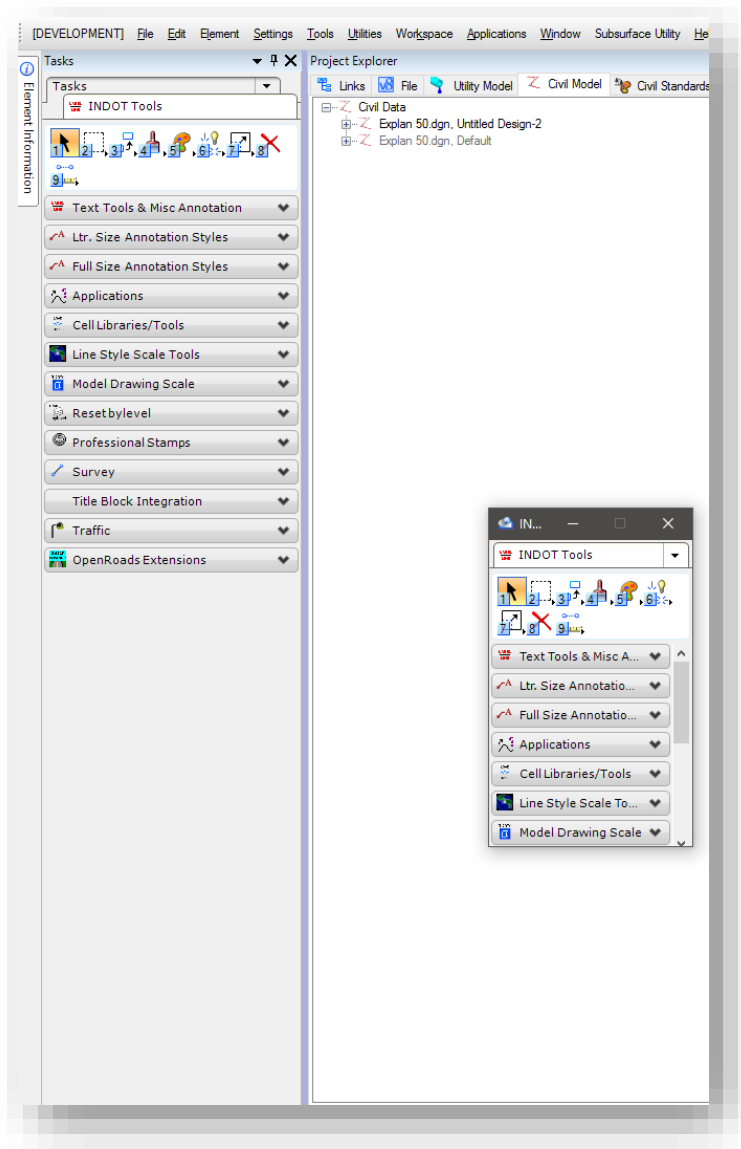 [DEVELOPMENT] File Edit Element Settings Tools Utilities Workspace Applications Window Subsurface Utility
Element Information
Tasks
Tasks
INDOT Tools
1 2 3 4 5 6 7 8
9
Text Tools & Misc Annotation
Ltr. Size Annotation Styles
Full Size Annotation Styles
Applications
Cell Libraries/Tools
Line Style Scale Tools
Model Drawing Scale
Resetbylevel
Professional Stamps
Survey
Title Block Integration
Traffic
OpenRoads Extensions
Project Explorer
Links File Utility Model Civil Model Civil Standards
Civil Data
Explan 50.dgn, Untitled Design-2
Explan 50.dgn, Default
IN...
INDOT Tools
1 2 3 4 5 6
7 8 9
Text Tools & Misc A...
Ltr. Size Annotatio...
Full Size Annotatio...
Applications
Cell Libraries/Tools
Line Style Scale To...
Model Drawing Scale